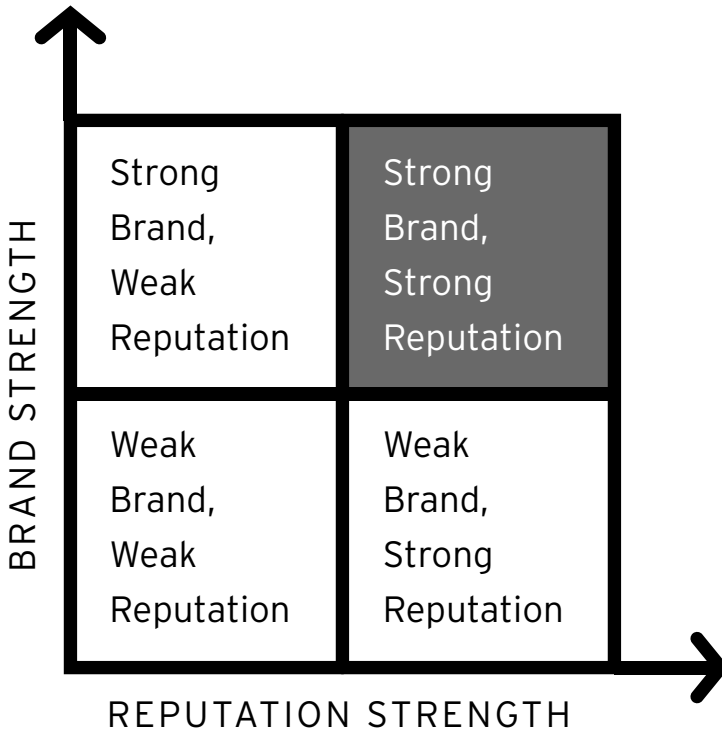 BRAND STRENGTH
Strong
Brand,
Weak
Reputation
Strong
Brand,
Strong
Reputation
Weak
Brand,
Weak
Reputation
Weak
Brand,
Strong
Reputation
REPUTATION STRENGTH